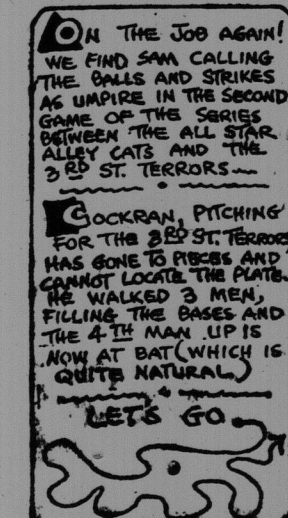 ON THE JOB AGAIN!
WE FIND SAM CALLING
THE BALLS AND STRIKES
AS UMPIRE IN THE SECOND
GAME OF THE SERIES
BETWEEN THE ALL STAR
ALLEY CATS AND THE
3RD ST. TERRORS—
COCKRAN, PITCHING
FOR THE 3RD ST. TERRORS
HAS GONE TO PIECES AND
CANNOT LOCATE THE PLATE.
HE WALKED 3 MEN,
FILLING THE BASES AND
THE 4TH MAN UP IS
NOW AT BAT (WHICH IS
QUITE NATURAL)
LET'S GO